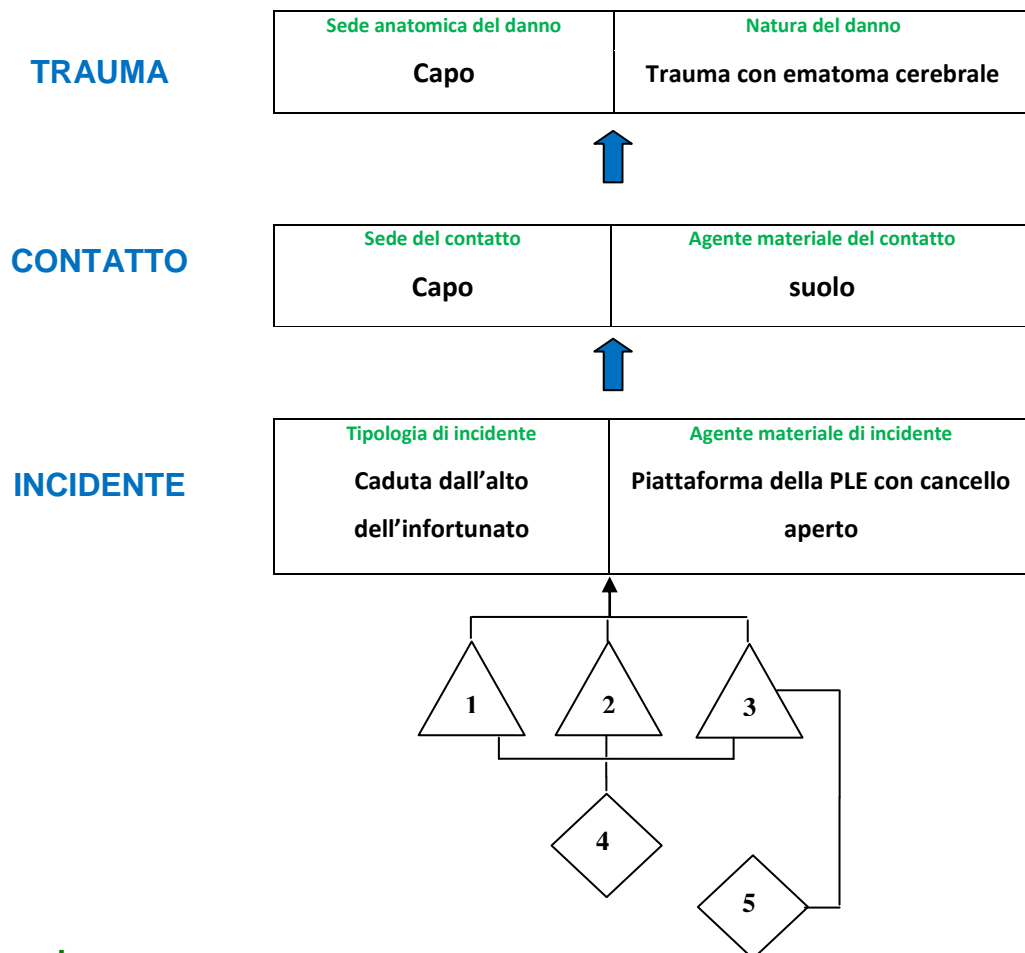 TRAUMA
Sede anatomica del danno
Capo
Natura del danno
Trauma con ematoma cerebrale
CONTATTO
Sede del contatto
Capo
Agente materiale del contatto
suolo
INCIDENTE
Tipologia di incidente
Caduta dall’alto
dell’infortunato
Agente materiale di incidente
Piattaforma della PLE con cancello
aperto
1
2
3
4
5